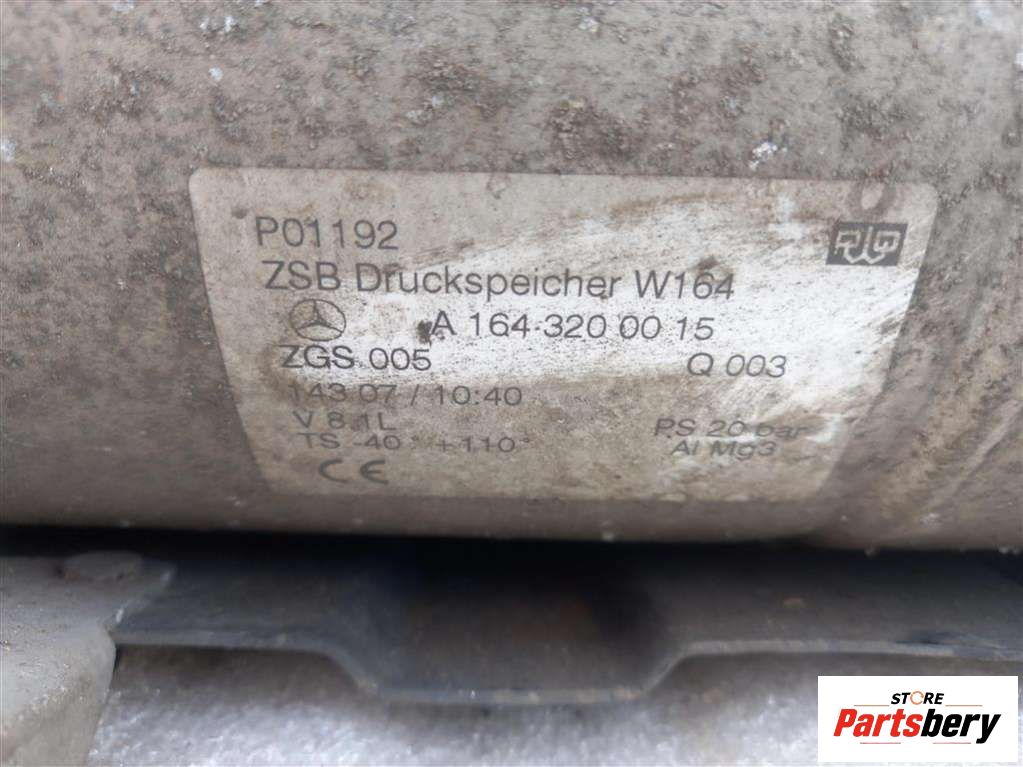 P01192
ZSB Druckspeicher W164
A 164 320 00 15
ZGS 005 Q 003
143 07 / 10:40
V 8.1L PS 20 bar
TS -40° +110° Al Mg3
CE
STORE
Partsbery